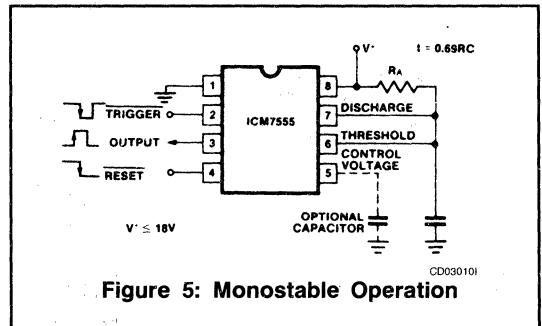 V+ t = 0.69RC
RA
1 8
ICM7555
TRIGGER 2 7 DISCHARGE
OUTPUT 3 6 THRESHOLD
RESET 4 5 CONTROL VOLTAGE
V+ ≤ 18V
OPTIONAL
CAPACITOR
CD03010I
Figure 5: Monostable Operation